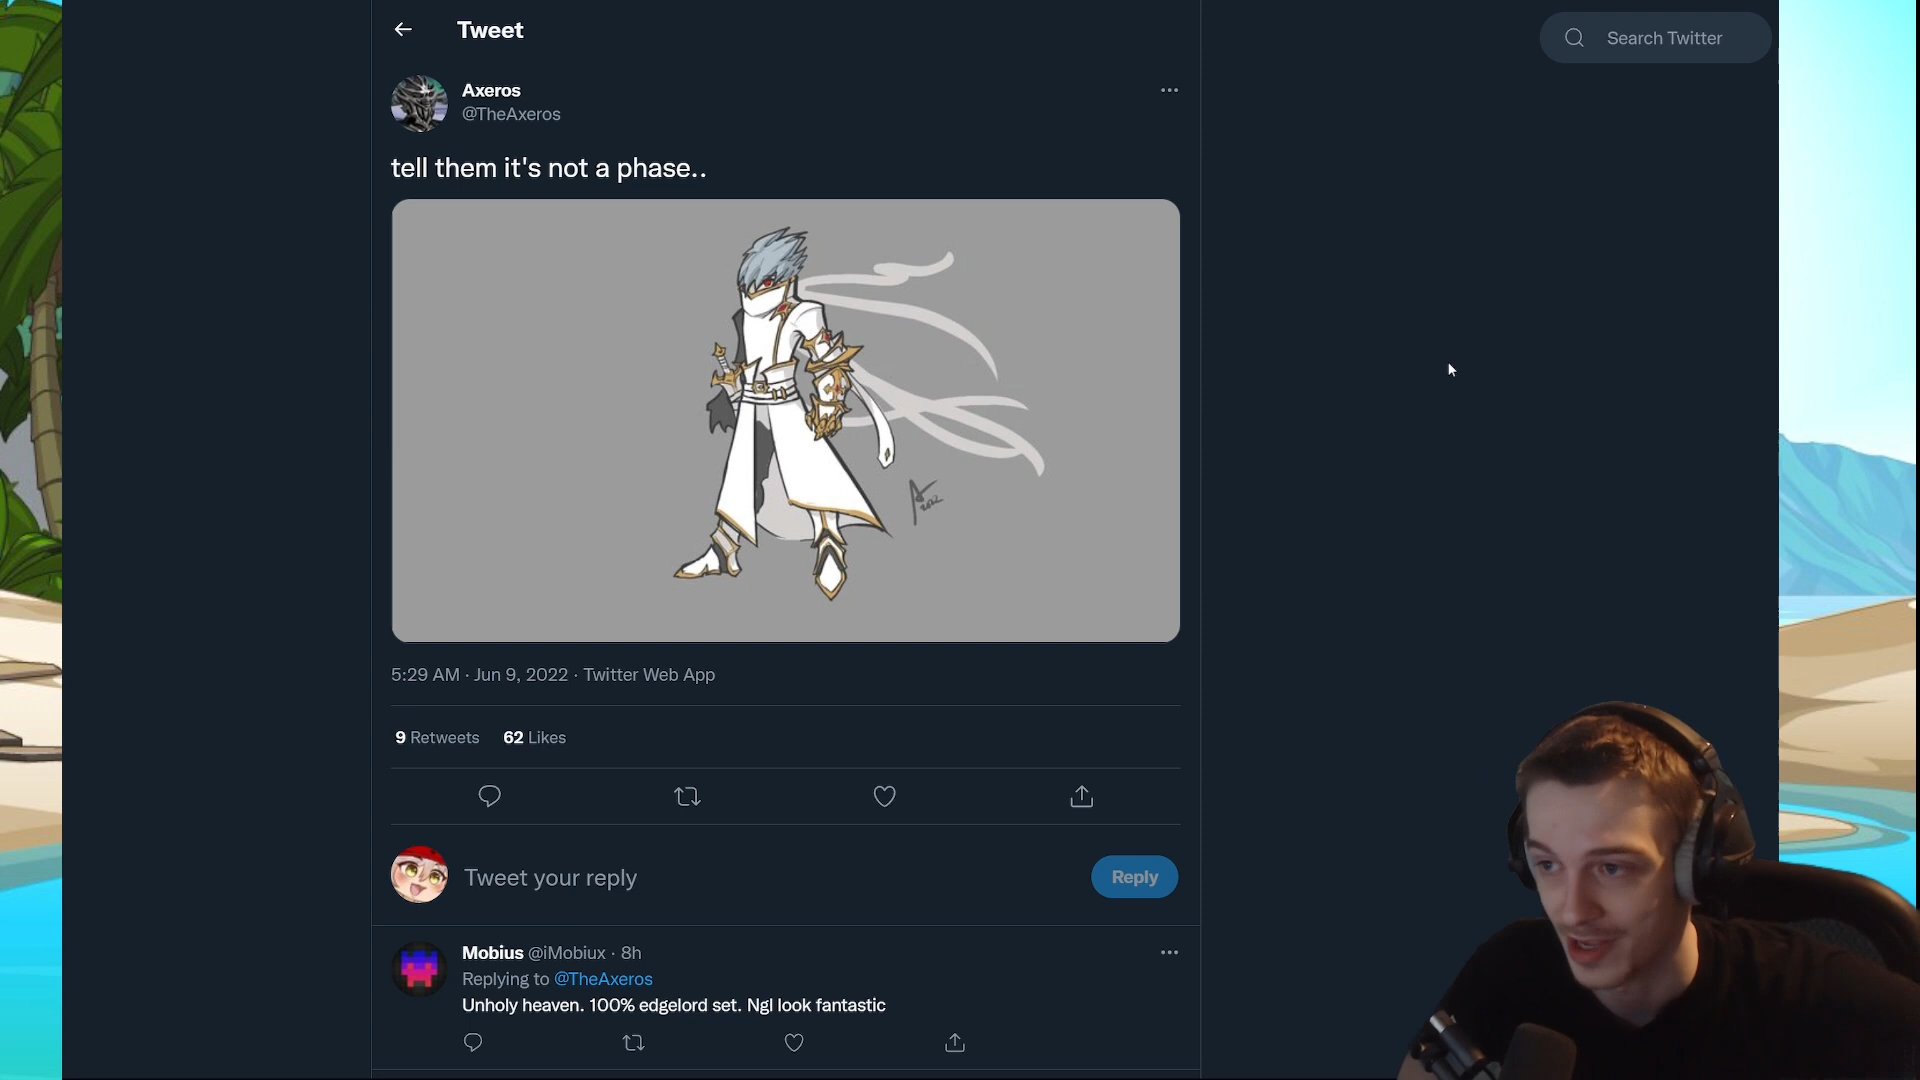 Tweet
Search Twitter
Axeros
@TheAxeros
tell them it's not a phase..
2022
5:29 AM · Jun 9, 2022 · Twitter Web App
9 Retweets 62 Likes
Tweet your reply
Reply
Mobius @iMobiux · 8h
Replying to @TheAxeros
Unholy heaven. 100% edgelord set. Ngl look fantastic